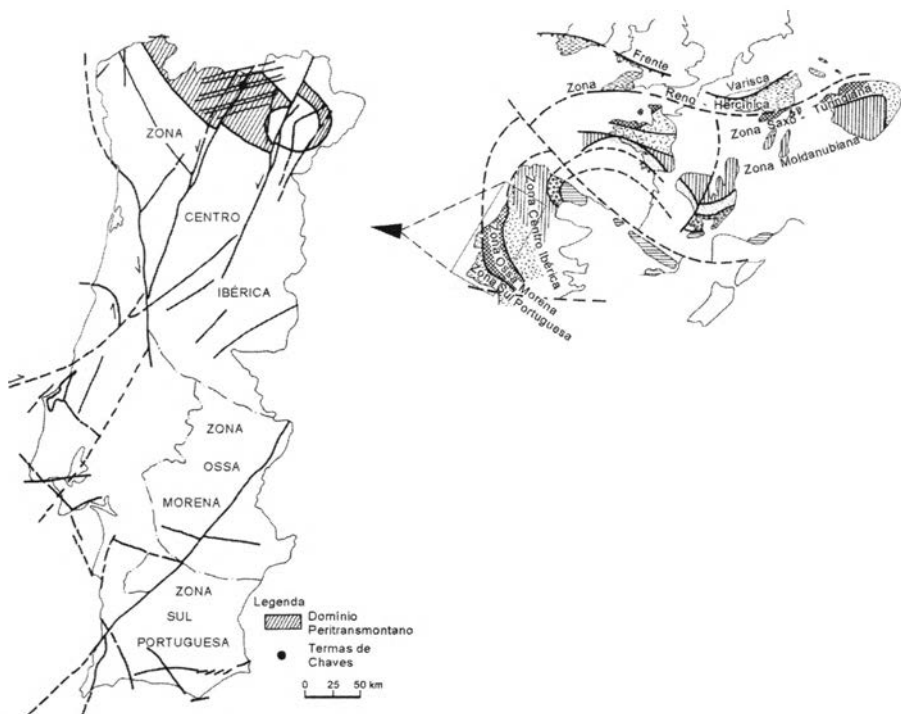 ZONA
CENTRO
IBÉRICA
ZONA
OSSA
MORENA
ZONA
SUL
PORTUGUESA
Legenda
Domínio
Peritransmontano
Termas de
Chaves
0 25 50 km
Frente
Varisca
Zona Reno - Hercínica
Zona Saxo Turingiana
Zona Moldanubiana
Zona Centro Ibérica
Zona Ossa Morena
Zona Sul Portuguesa